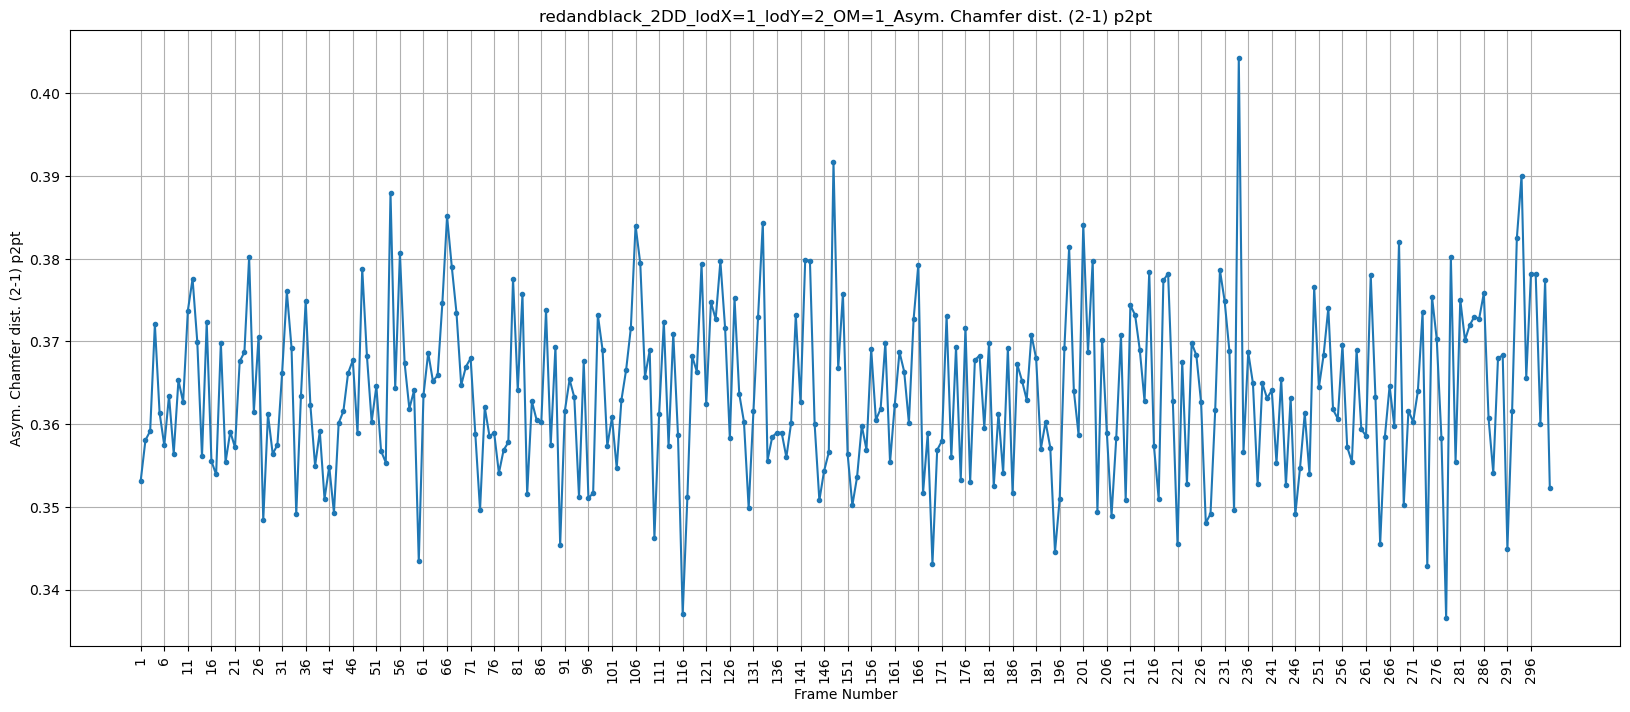 redandblack_2DD_lodX=1_lodY=2_OM=1_Asym. Chamfer dist. (2-1) p2pt
Asym. Chamfer dist. (2-1) p2pt
0.40
0.39
0.38
0.37
0.36
0.35
0.34
1 6 11 16 21 26 31 36 41 46 51 56 61 66 71 76 81 86 91 96 101 106 111 116 121 126 131 136 141 146 151 156 161 166 171 176 181 186 191 196 201 206 211 216 221 226 231 236 241 246 251 256 261 266 271 276 281 286 291 296
Frame Number